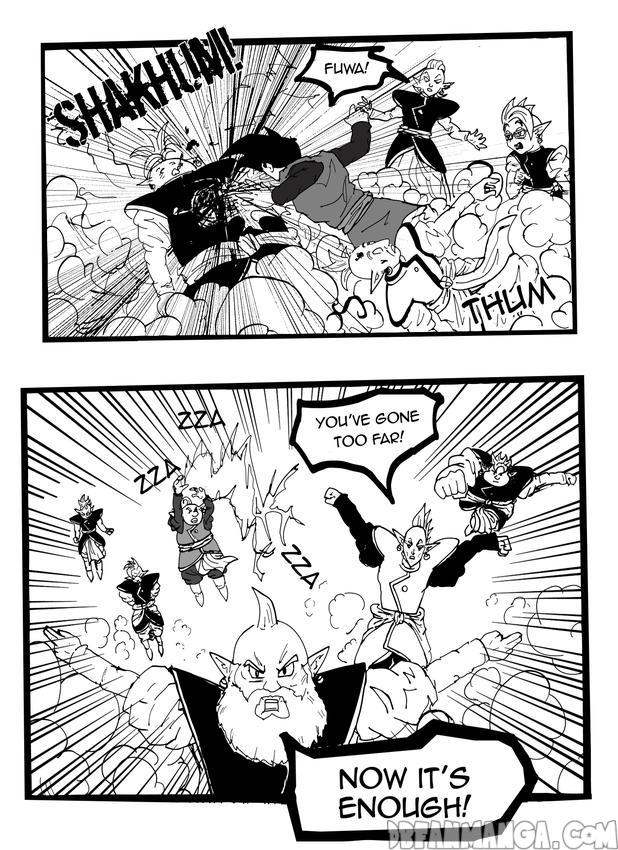 SHAKHUM!
FUWA!
THUM
ZZA
ZZA
ZZA
YOU'VE GONE
TOO FAR!
NOW IT'S
ENOUGH!
DBFANMANGA.COM